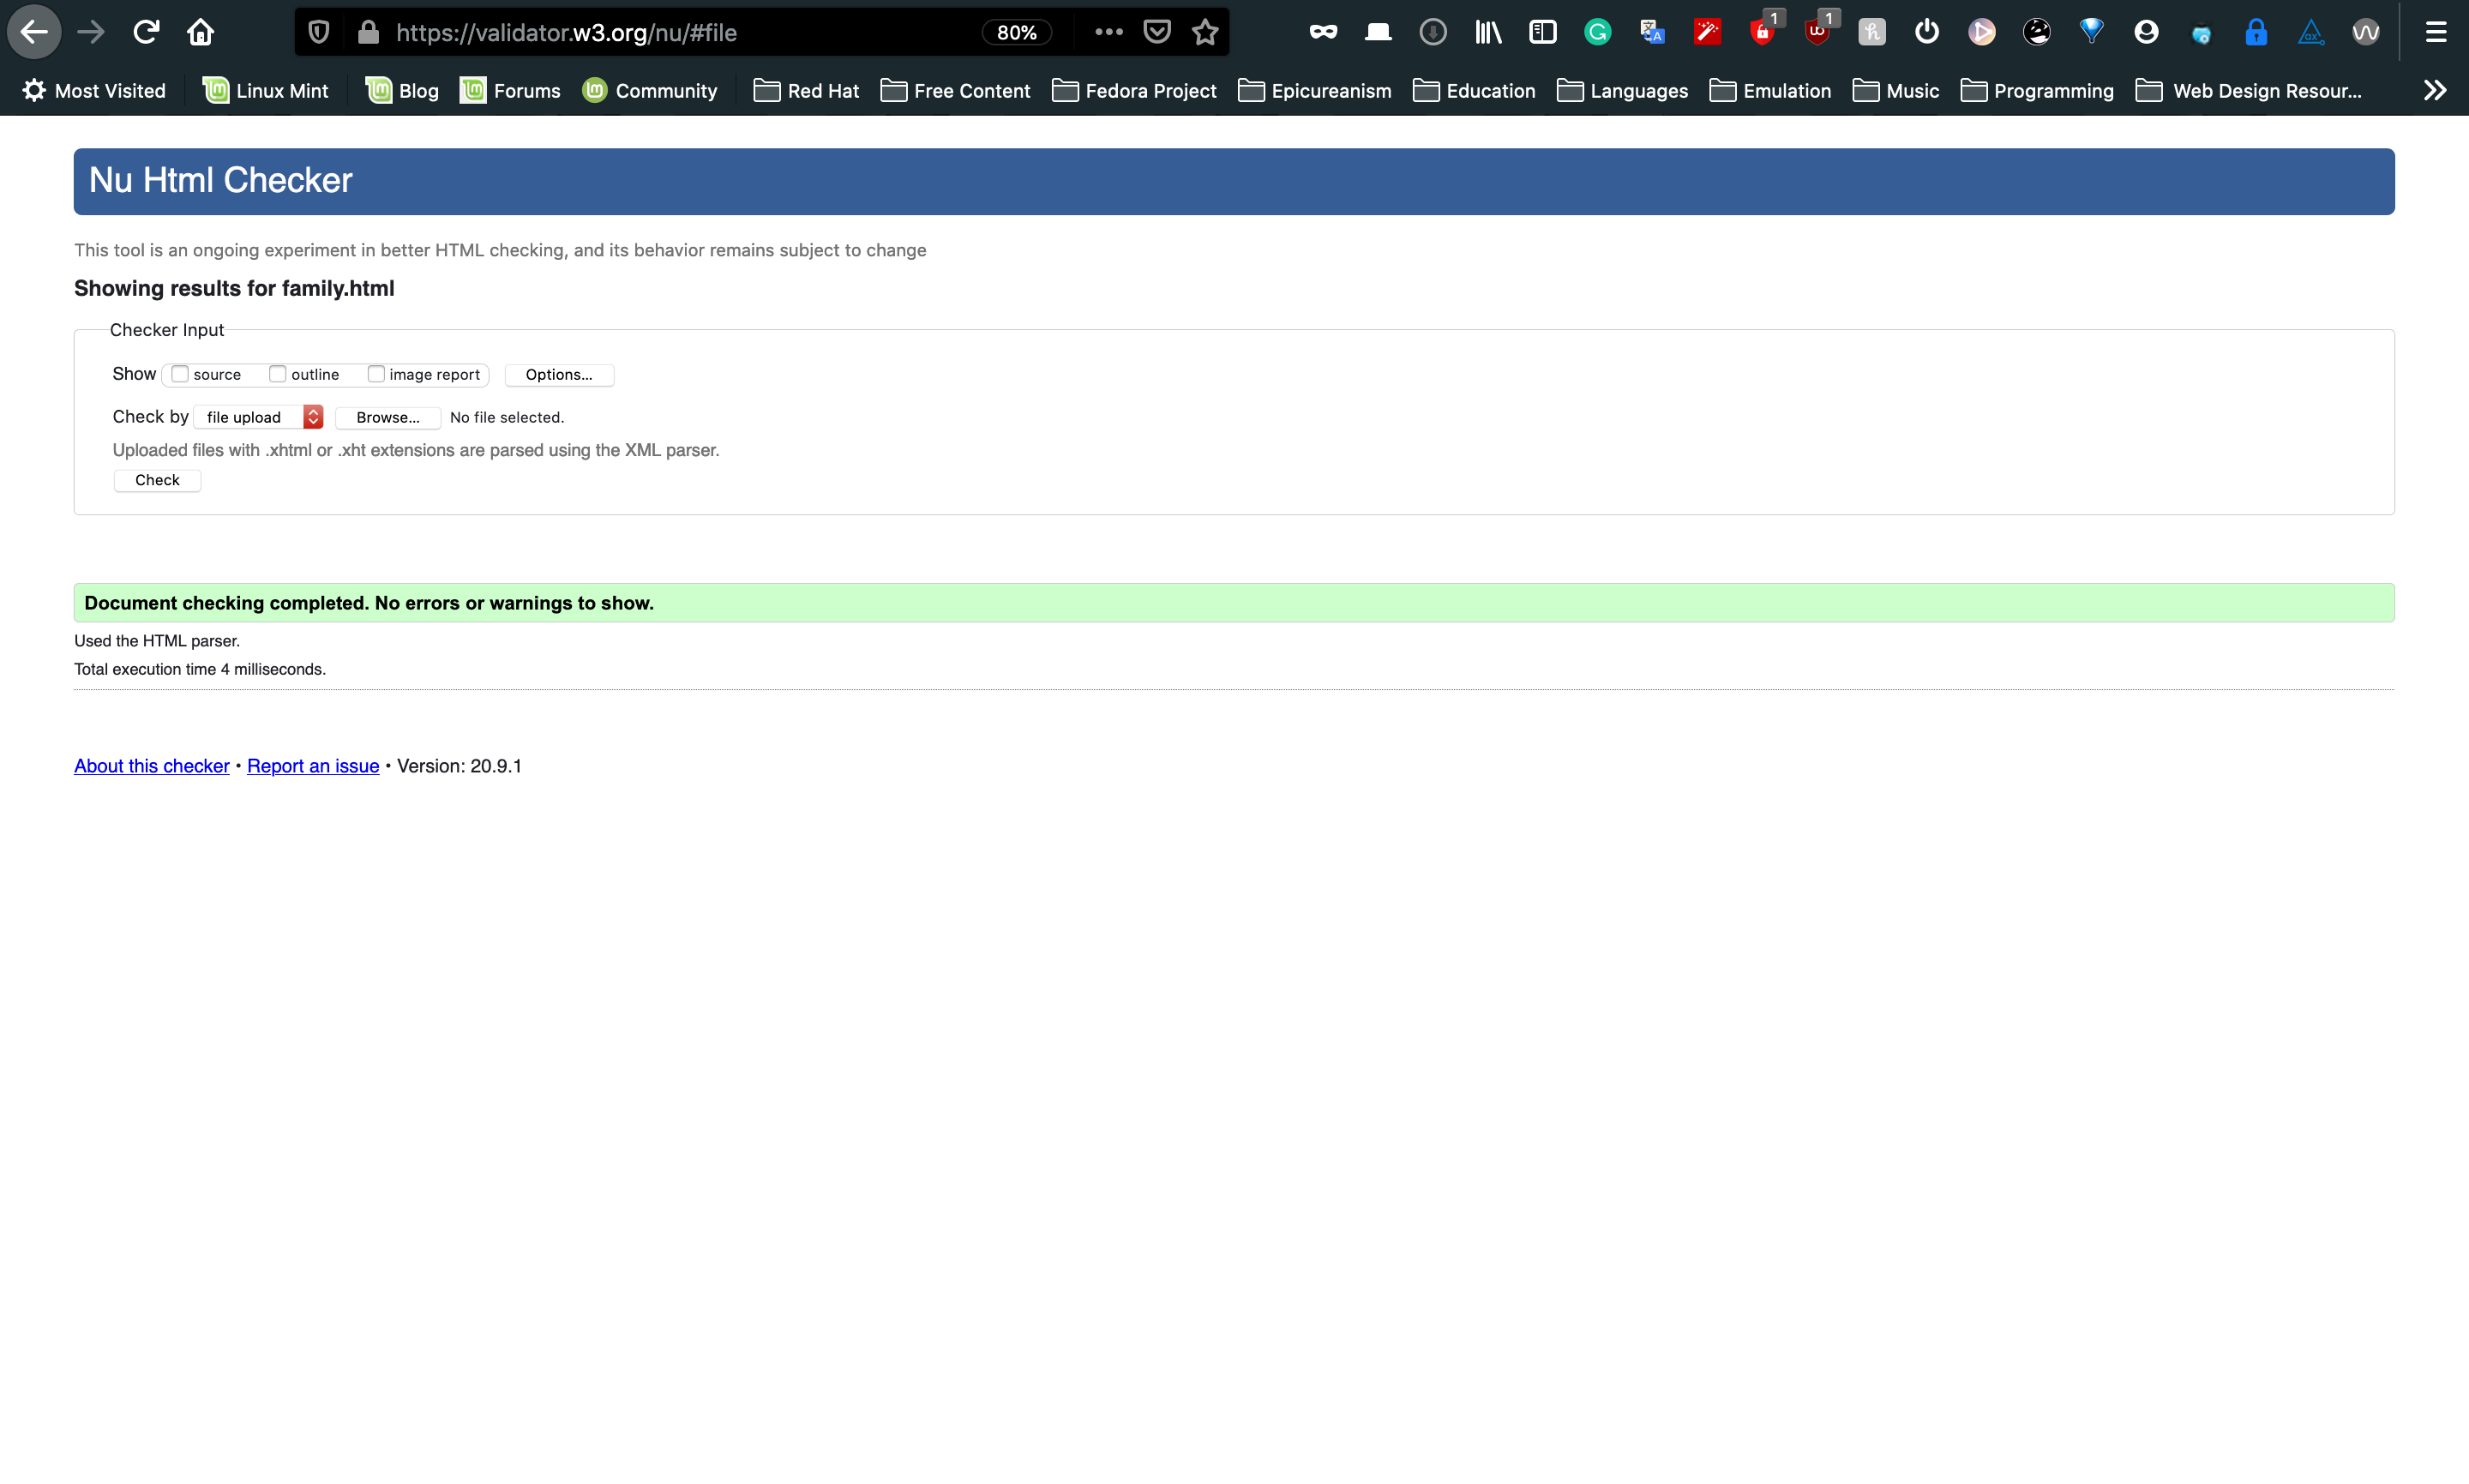 https://validator.w3.org/nu/#file 80% 1 1
Most Visited Linux Mint Blog Forums Community Red Hat Free Content Fedora Project Epicureanism Education Languages Emulation Music Programming Web Design Resour...
Nu Html Checker
This tool is an ongoing experiment in better HTML checking, and its behavior remains subject to change
Showing results for family.html
Checker Input
Show source outline image report Options...
Check by file upload Browse... No file selected.
Uploaded files with .xhtml or .xht extensions are parsed using the XML parser.
Check
Document checking completed. No errors or warnings to show.
Used the HTML parser.
Total execution time 4 milliseconds.
About this checker • Report an issue • Version: 20.9.1